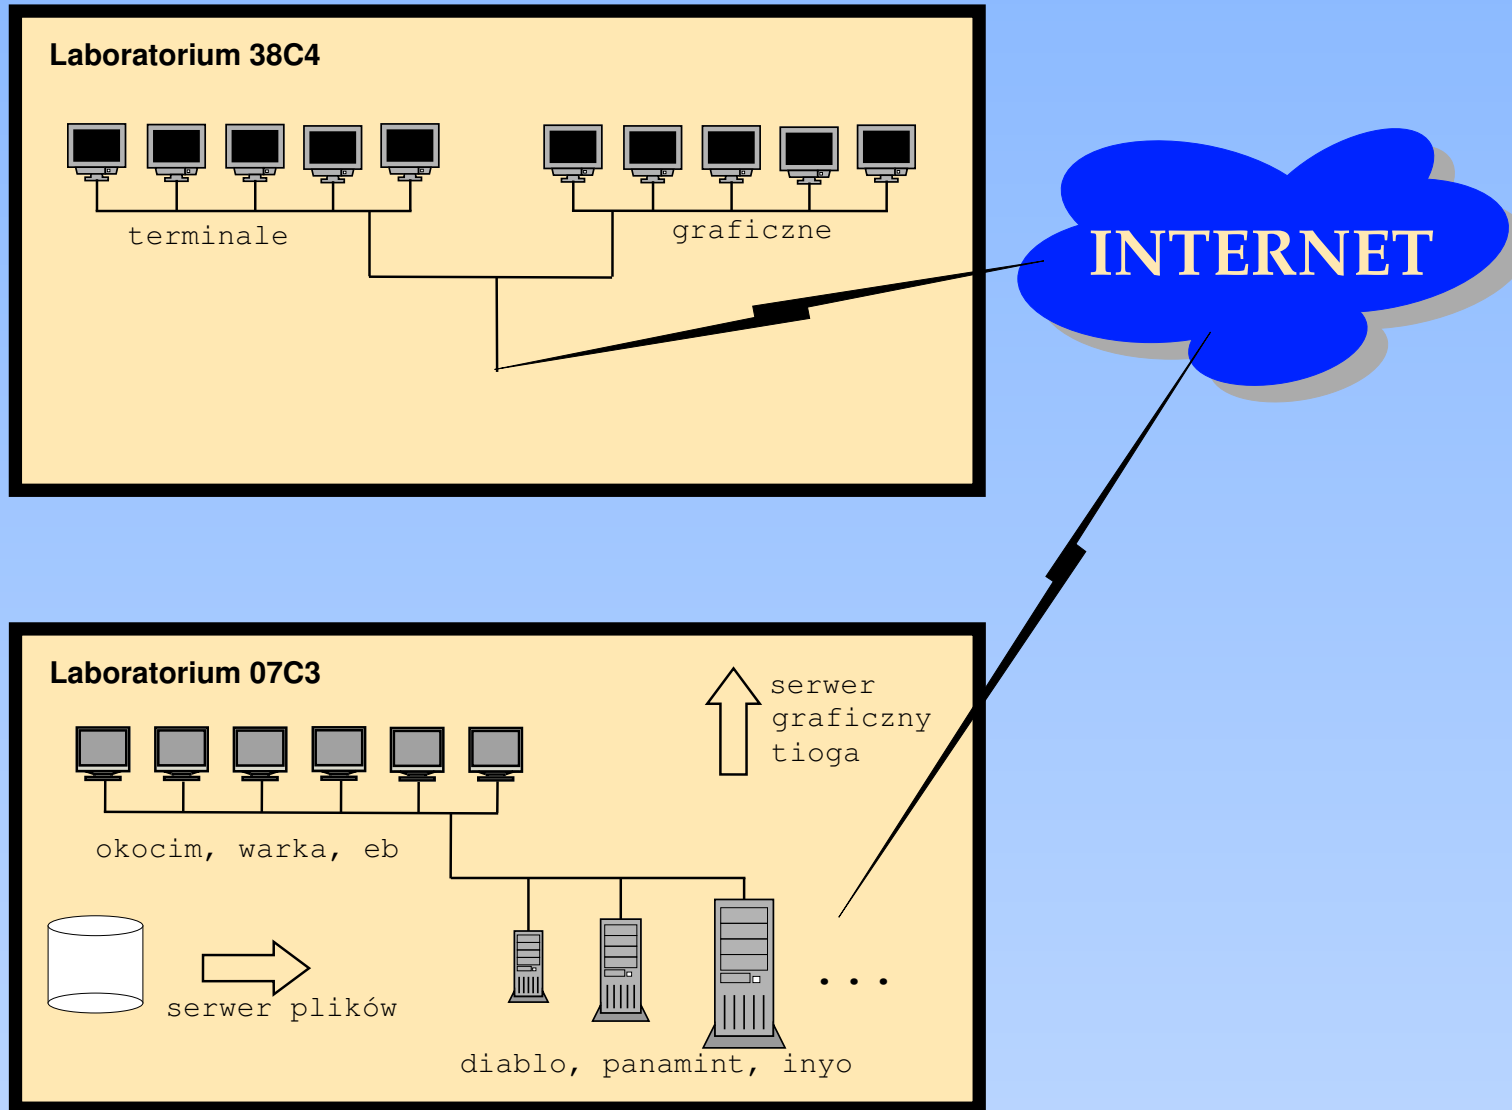 Laboratorium 38C4
terminale
graficzne
INTERNET
Laboratorium 07C3
serwer
graficzny
tioga
okocim, warka, eb
serwer plików
. . .
diablo, panamint, inyo